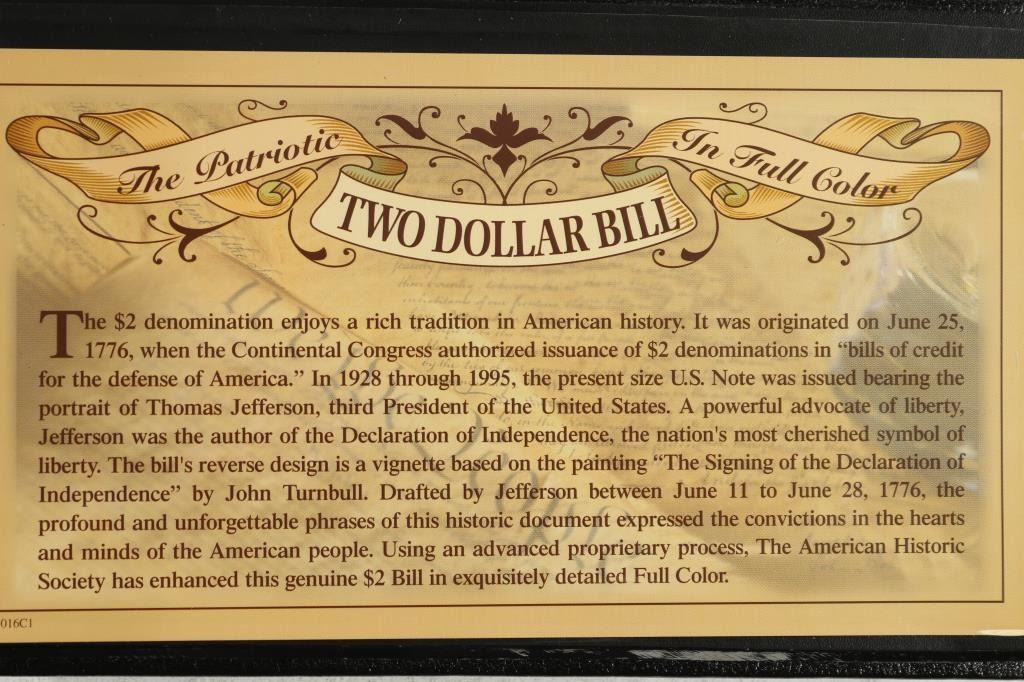 The Patriotic
TWO DOLLAR BILL
In Full Color
The $2 denomination enjoys a rich tradition in American history. It was originated on June 25,
1776, when the Continental Congress authorized issuance of $2 denominations in “bills of credit
for the defense of America.” In 1928 through 1995, the present size U.S. Note was issued bearing the
portrait of Thomas Jefferson, third President of the United States. A powerful advocate of liberty,
Jefferson was the author of the Declaration of Independence, the nation's most cherished symbol of
liberty. The bill's reverse design is a vignette based on the painting “The Signing of the Declaration of
Independence” by John Turnbull. Drafted by Jefferson between June 11 to June 28, 1776, the
profound and unforgettable phrases of this historic document expressed the convictions in the hearts
and minds of the American people. Using an advanced proprietary process, The American Historic
Society has enhanced this genuine $2 Bill in exquisitely detailed Full Color.
016C1